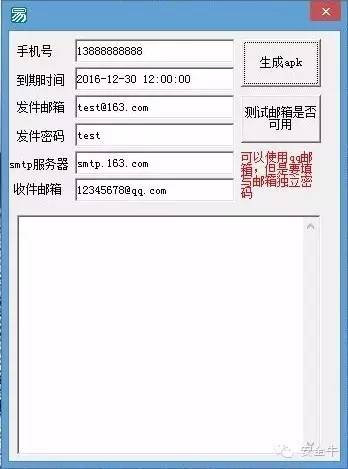 易
手机号 13888888888 生成apk
到期时间 2016-12-30 12:00:00
发件邮箱 test@163.com 测试邮箱是否
可用
发件密码 test
smtp服务器 smtp.163.com 可以使用qq邮
箱，但是要填
写邮箱独立密
码
收件邮箱 12345678@qq.com
安全牛